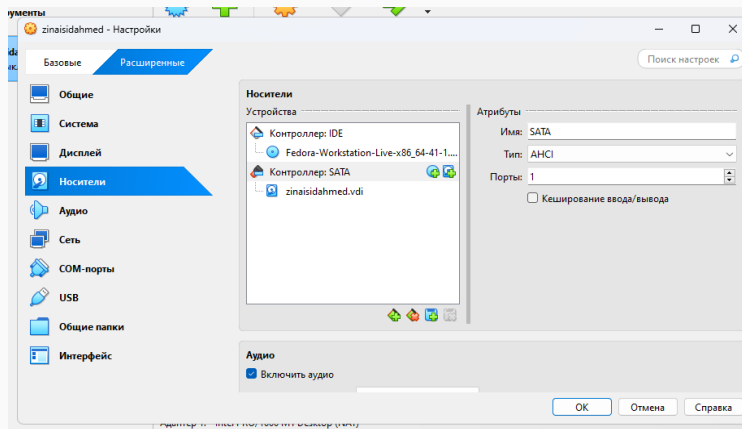 рументы
zinaisidahmed - Настройки
Базовые
Расширенные
Поиск настроек
Общие
Система
Дисплей
Носители
Аудио
Сеть
COM-порты
USB
Общие папки
Интерфейс
Носители
Устройства
Контроллер: IDE
Fedora-Workstation-Live-x86_64-41-1....
Контроллер: SATA
zinaisidahmed.vdi
Атрибуты
Имя: SATA
Тип: AHCI
Порты: 1
Кеширование ввода/вывода
Аудио
Включить аудио
OK
Отмена
Справка